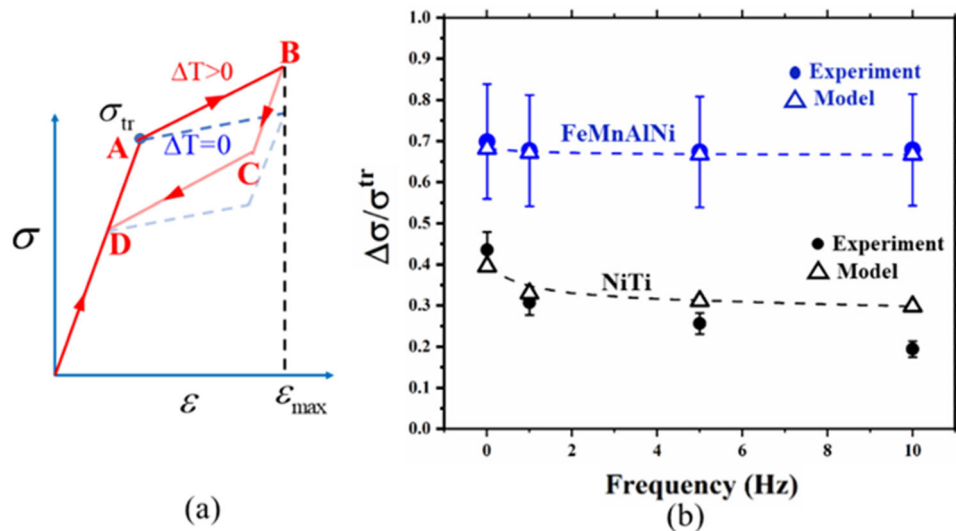 B
ΔT>0
σtr
A
ΔT=0
C
D
σ
ε
εmax
(a)
1.0
0.9
0.8
0.7
0.6
0.5
0.4
0.3
0.2
0.1
0.0
Δσ/σ^tr
Experiment
Model
FeMnAlNi
Experiment
Model
NiTi
0 2 4 6 8 10
Frequency (Hz)
(b)